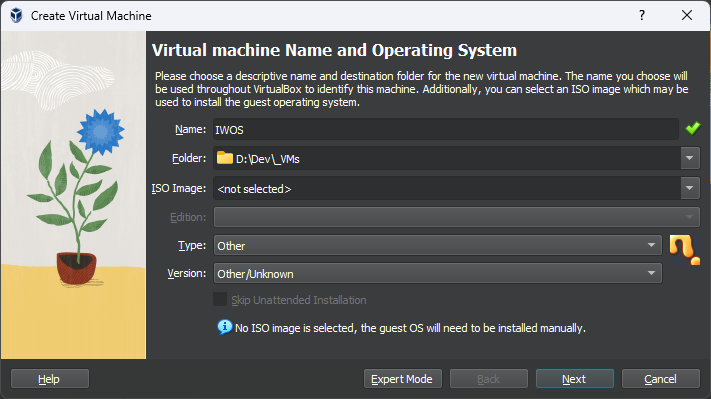 Create Virtual Machine
Virtual machine Name and Operating System
Please choose a descriptive name and destination folder for the new virtual machine. The name you choose will
be used throughout VirtualBox to identify this machine. Additionally, you can select an ISO image which may be
used to install the guest operating system.
Name: IWOS
Folder: D:\Dev\_VMs
ISO Image: <not selected>
Edition:
Type: Other
Version: Other/Unknown
Skip Unattended Installation
No ISO image is selected, the guest OS will need to be installed manually.
Help Expert Mode Back Next Cancel